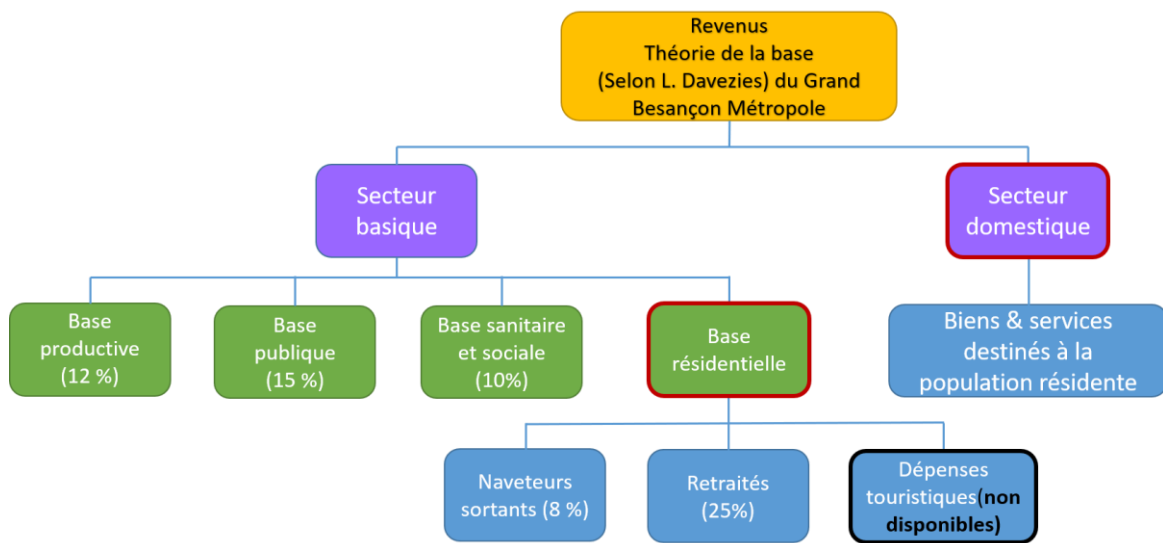 Revenus
Théorie de la base
(Selon L. Davezies) du Grand
Besançon Métropole
Secteur
basique
Secteur
domestique
Base
productive
(12 %)
Base
publique
(15 %)
Base sanitaire
et sociale
(10%)
Base
résidentielle
Biens & services
destinés à la
population résidente
Naveteurs
sortants (8 %)
Retraités
(25%)
Dépenses
touristiques(non
disponibles)